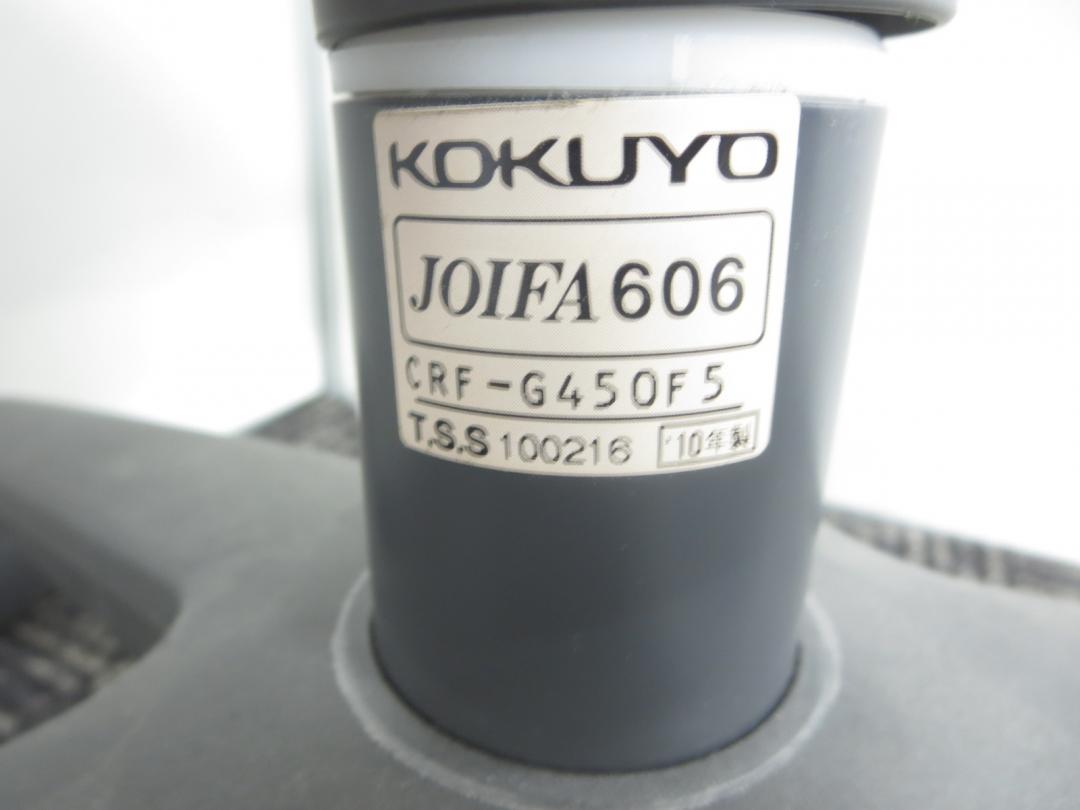 KOKUYO
JOIFA 606
CRF-G450F5
T.S.S 100216 '10年製